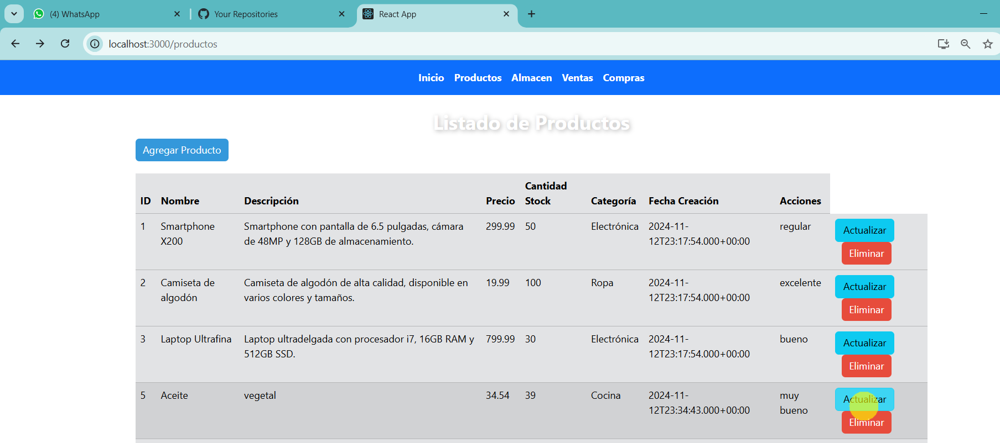 (4) WhatsApp
Your Repositories
React App
localhost:3000/productos
Inicio Productos Almacen Ventas Compras
Listado de Productos
Agregar Producto
ID Nombre Descripción Precio Cantidad Stock Categoría Fecha Creación Acciones
1 Smartphone X200 Smartphone con pantalla de 6.5 pulgadas, cámara de 48MP y 128GB de almacenamiento. 299.99 50 Electrónica 2024-11-12T23:17:54.000+00:00 regular Actualizar Eliminar
2 Camiseta de algodón Camiseta de algodón de alta calidad, disponible en varios colores y tamaños. 19.99 100 Ropa 2024-11-12T23:17:54.000+00:00 excelente Actualizar Eliminar
3 Laptop Ultrafina Laptop ultradelgada con procesador i7, 16GB RAM y 512GB SSD. 799.99 30 Electrónica 2024-11-12T23:17:54.000+00:00 bueno Actualizar Eliminar
5 Aceite vegetal 34.54 39 Cocina 2024-11-12T23:34:43.000+00:00 muy bueno Actualizar Eliminar